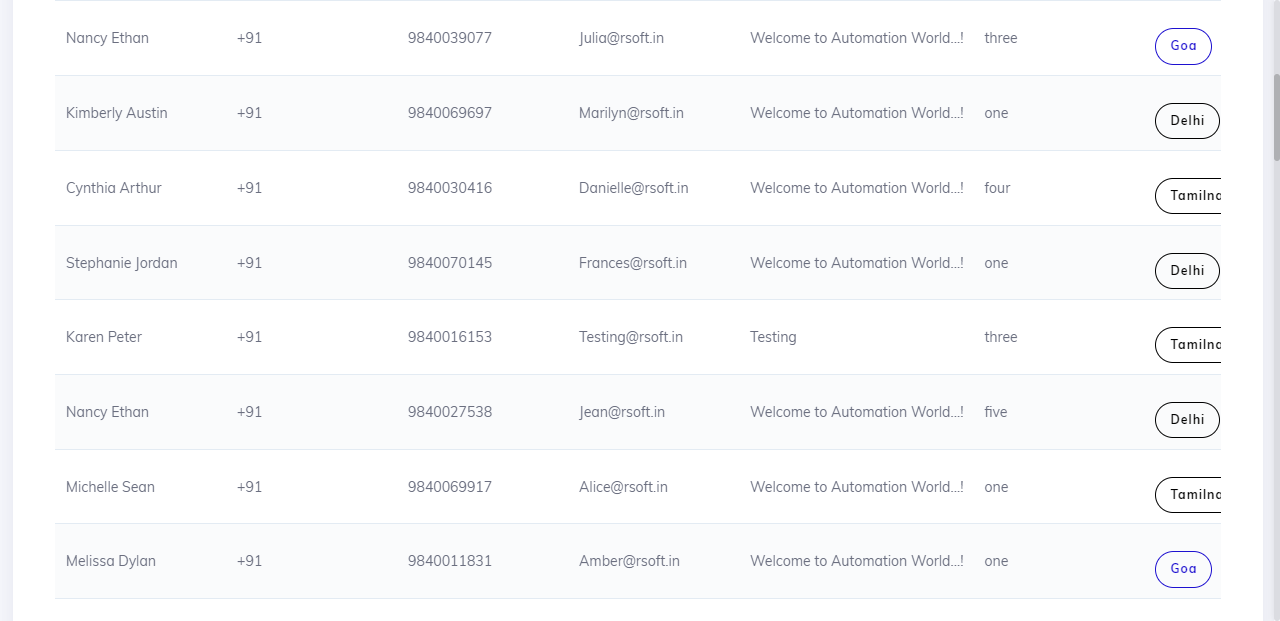 Nancy Ethan +91 9840039077 Julia@rsoft.in Welcome to Automation World...! three Goa
Kimberly Austin +91 9840069697 Marilyn@rsoft.in Welcome to Automation World...! one Delhi
Cynthia Arthur +91 9840030416 Danielle@rsoft.in Welcome to Automation World...! four Tamilna
Stephanie Jordan +91 9840070145 Frances@rsoft.in Welcome to Automation World...! one Delhi
Karen Peter +91 9840016153 Testing@rsoft.in Testing three Tamilna
Nancy Ethan +91 9840027538 Jean@rsoft.in Welcome to Automation World...! five Delhi
Michelle Sean +91 9840069917 Alice@rsoft.in Welcome to Automation World...! one Tamilna
Melissa Dylan +91 9840011831 Amber@rsoft.in Welcome to Automation World...! one Goa